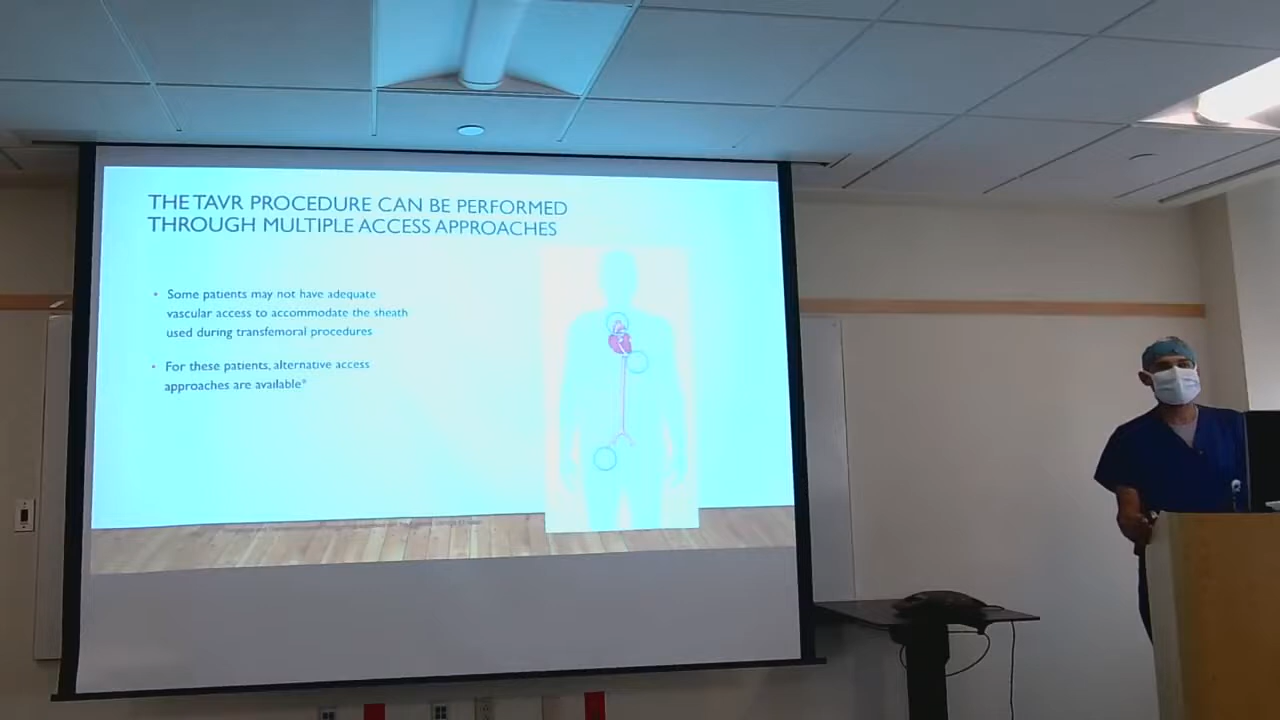 THE TAVR PROCEDURE CAN BE PERFORMED
THROUGH MULTIPLE ACCESS APPROACHES
• Some patients may not have adequate
vascular access to accommodate the sheath
used during transfemoral procedures
• For these patients, alternative access
approaches are available*